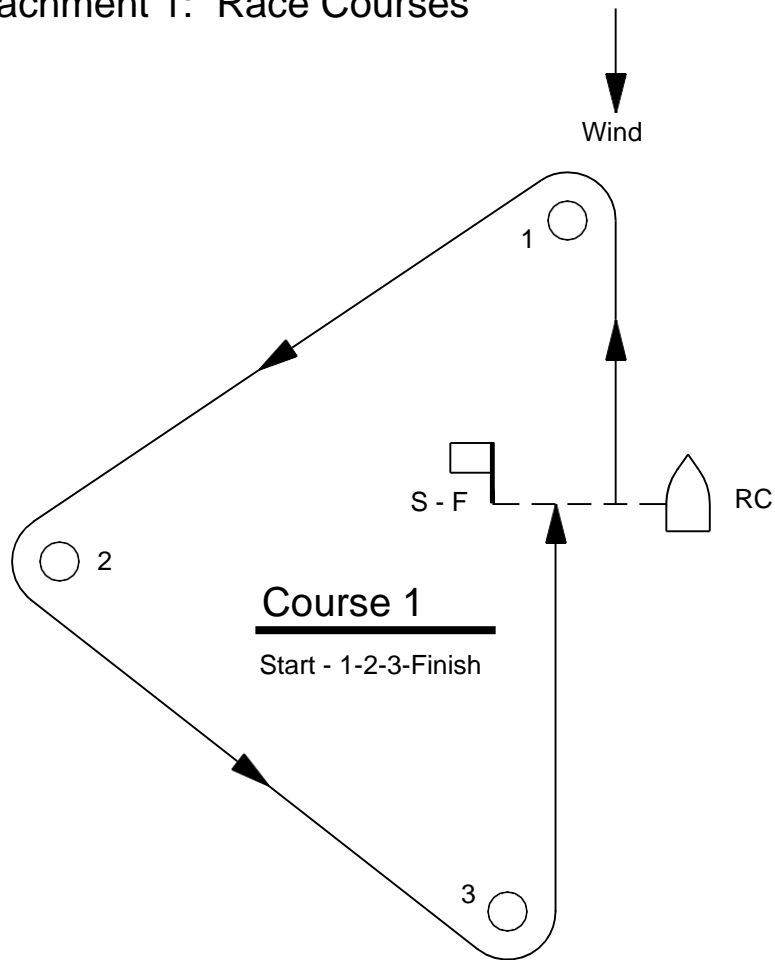 achment 1: Race Courses
Wind
1
S - F
RC
2
Course 1
Start - 1-2-3-Finish
3